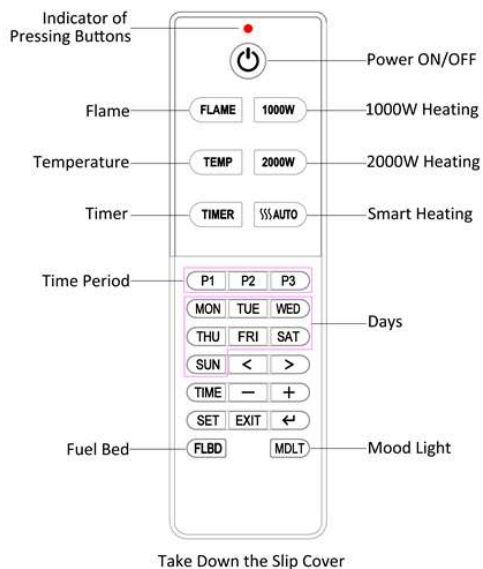 Indicator of
Pressing Buttons
Power ON/OFF
Flame FLAME 1000W 1000W Heating
Temperature TEMP 2000W 2000W Heating
Timer TIMER AUTO Smart Heating
Time Period P1 P2 P3
MON TUE WED
Days
THU FRI SAT
SUN < >
TIME − +
SET EXIT ↵
Fuel Bed FLBD MDLT Mood Light
Take Down the Slip Cover